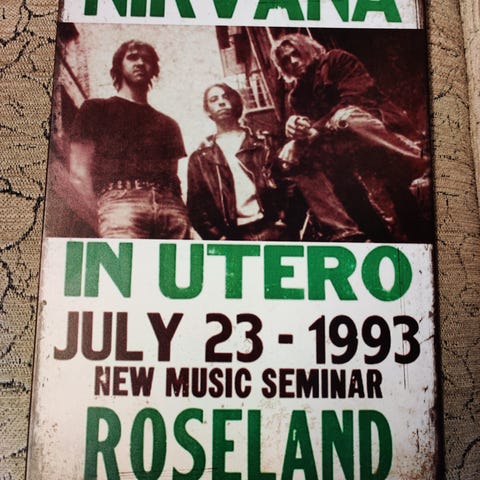 NIRVANA
IN UTERO
JULY 23 - 1993
NEW MUSIC SEMINAR
ROSELAND